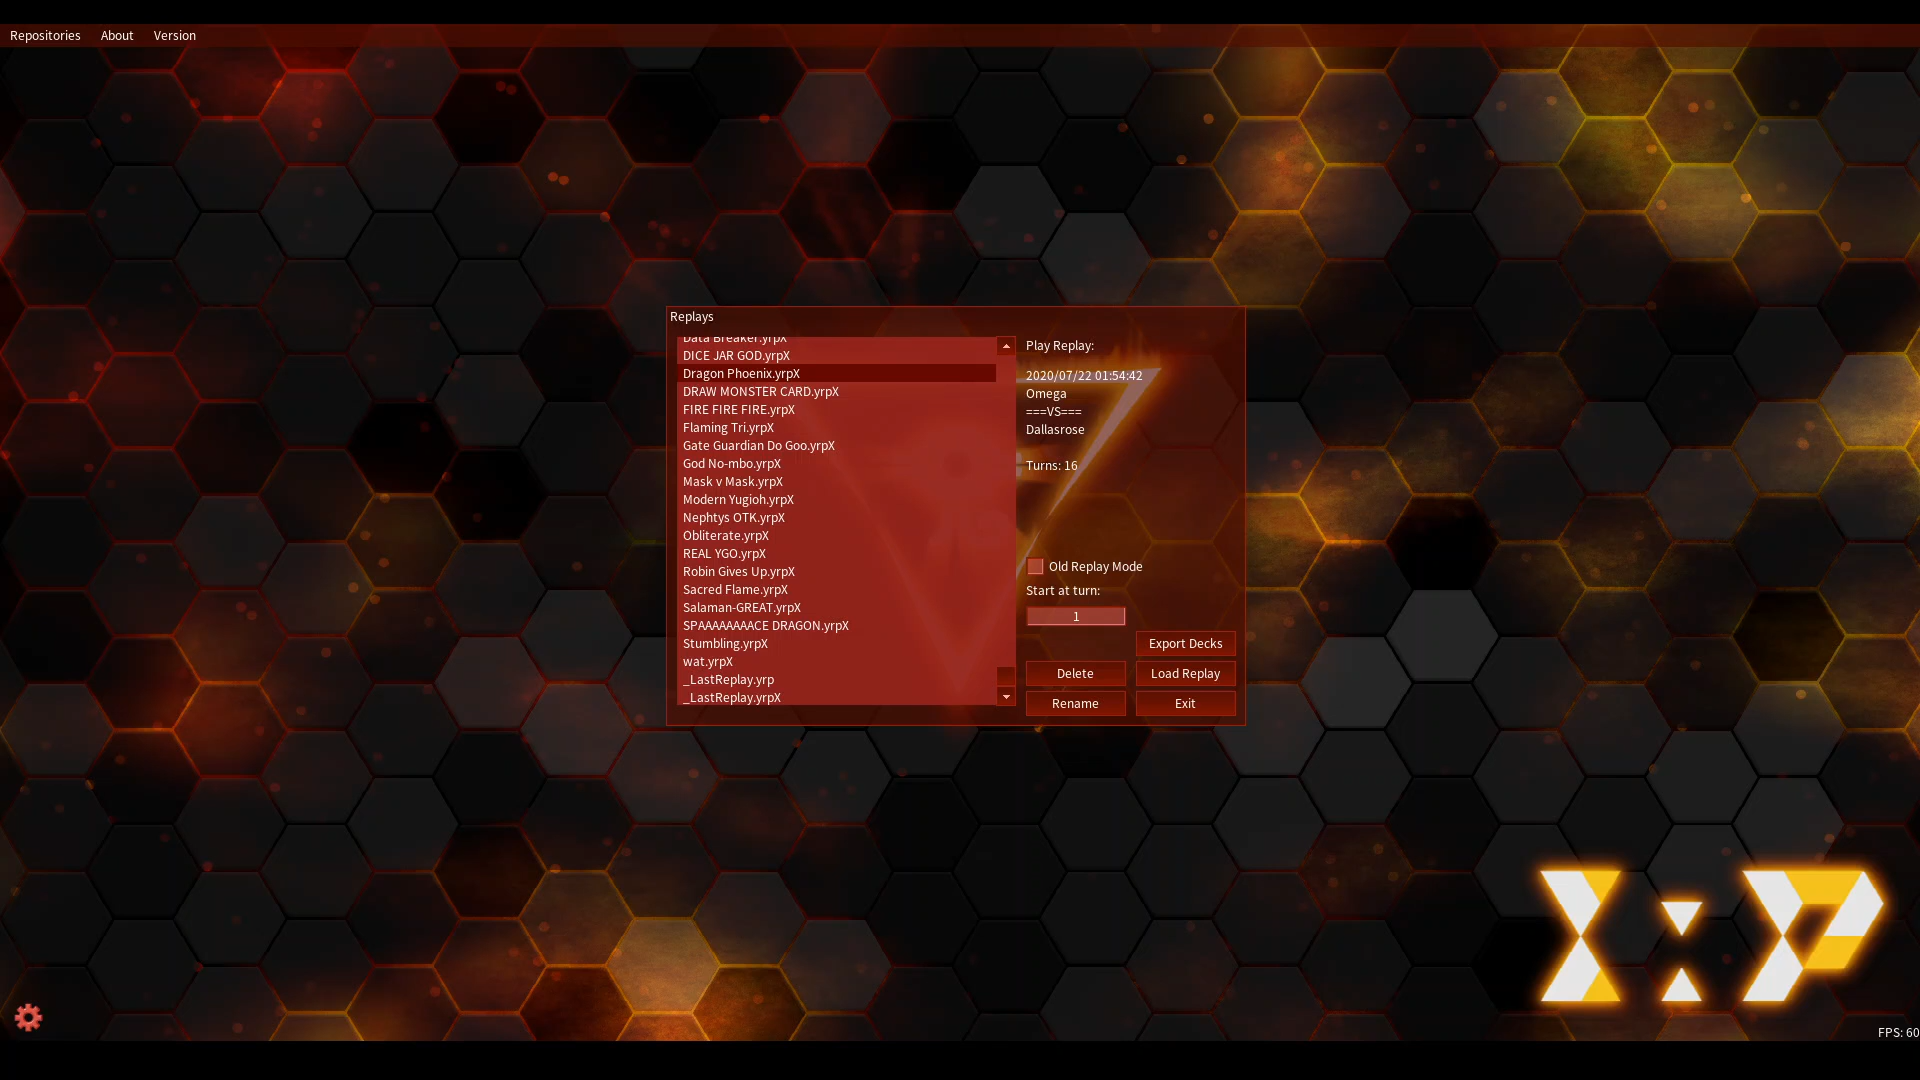 Repositories About Version
Replays
Data Breaker.yrpX
DICE JAR GOD.yrpX
Dragon Phoenix.yrpX
DRAW MONSTER CARD.yrpX
FIRE FIRE FIRE.yrpX
Flaming Tri.yrpX
Gate Guardian Do Goo.yrpX
God No-mbo.yrpX
Mask v Mask.yrpX
Modern Yugioh.yrpX
Nephtys OTK.yrpX
Obliterate.yrpX
REAL YGO.yrpX
Robin Gives Up.yrpX
Sacred Flame.yrpX
Salaman-GREAT.yrpX
SPAAAAAAAACE DRAGON.yrpX
Stumbling.yrpX
wat.yrpX
_LastReplay.yrp
_LastReplay.yrpX
Play Replay:
2020/07/22 01:54:42
Omega
===VS===
Dallasrose
Turns: 16
Old Replay Mode
Start at turn:
1
Export Decks
Delete Load Replay
Rename Exit
X:P
FPS: 60